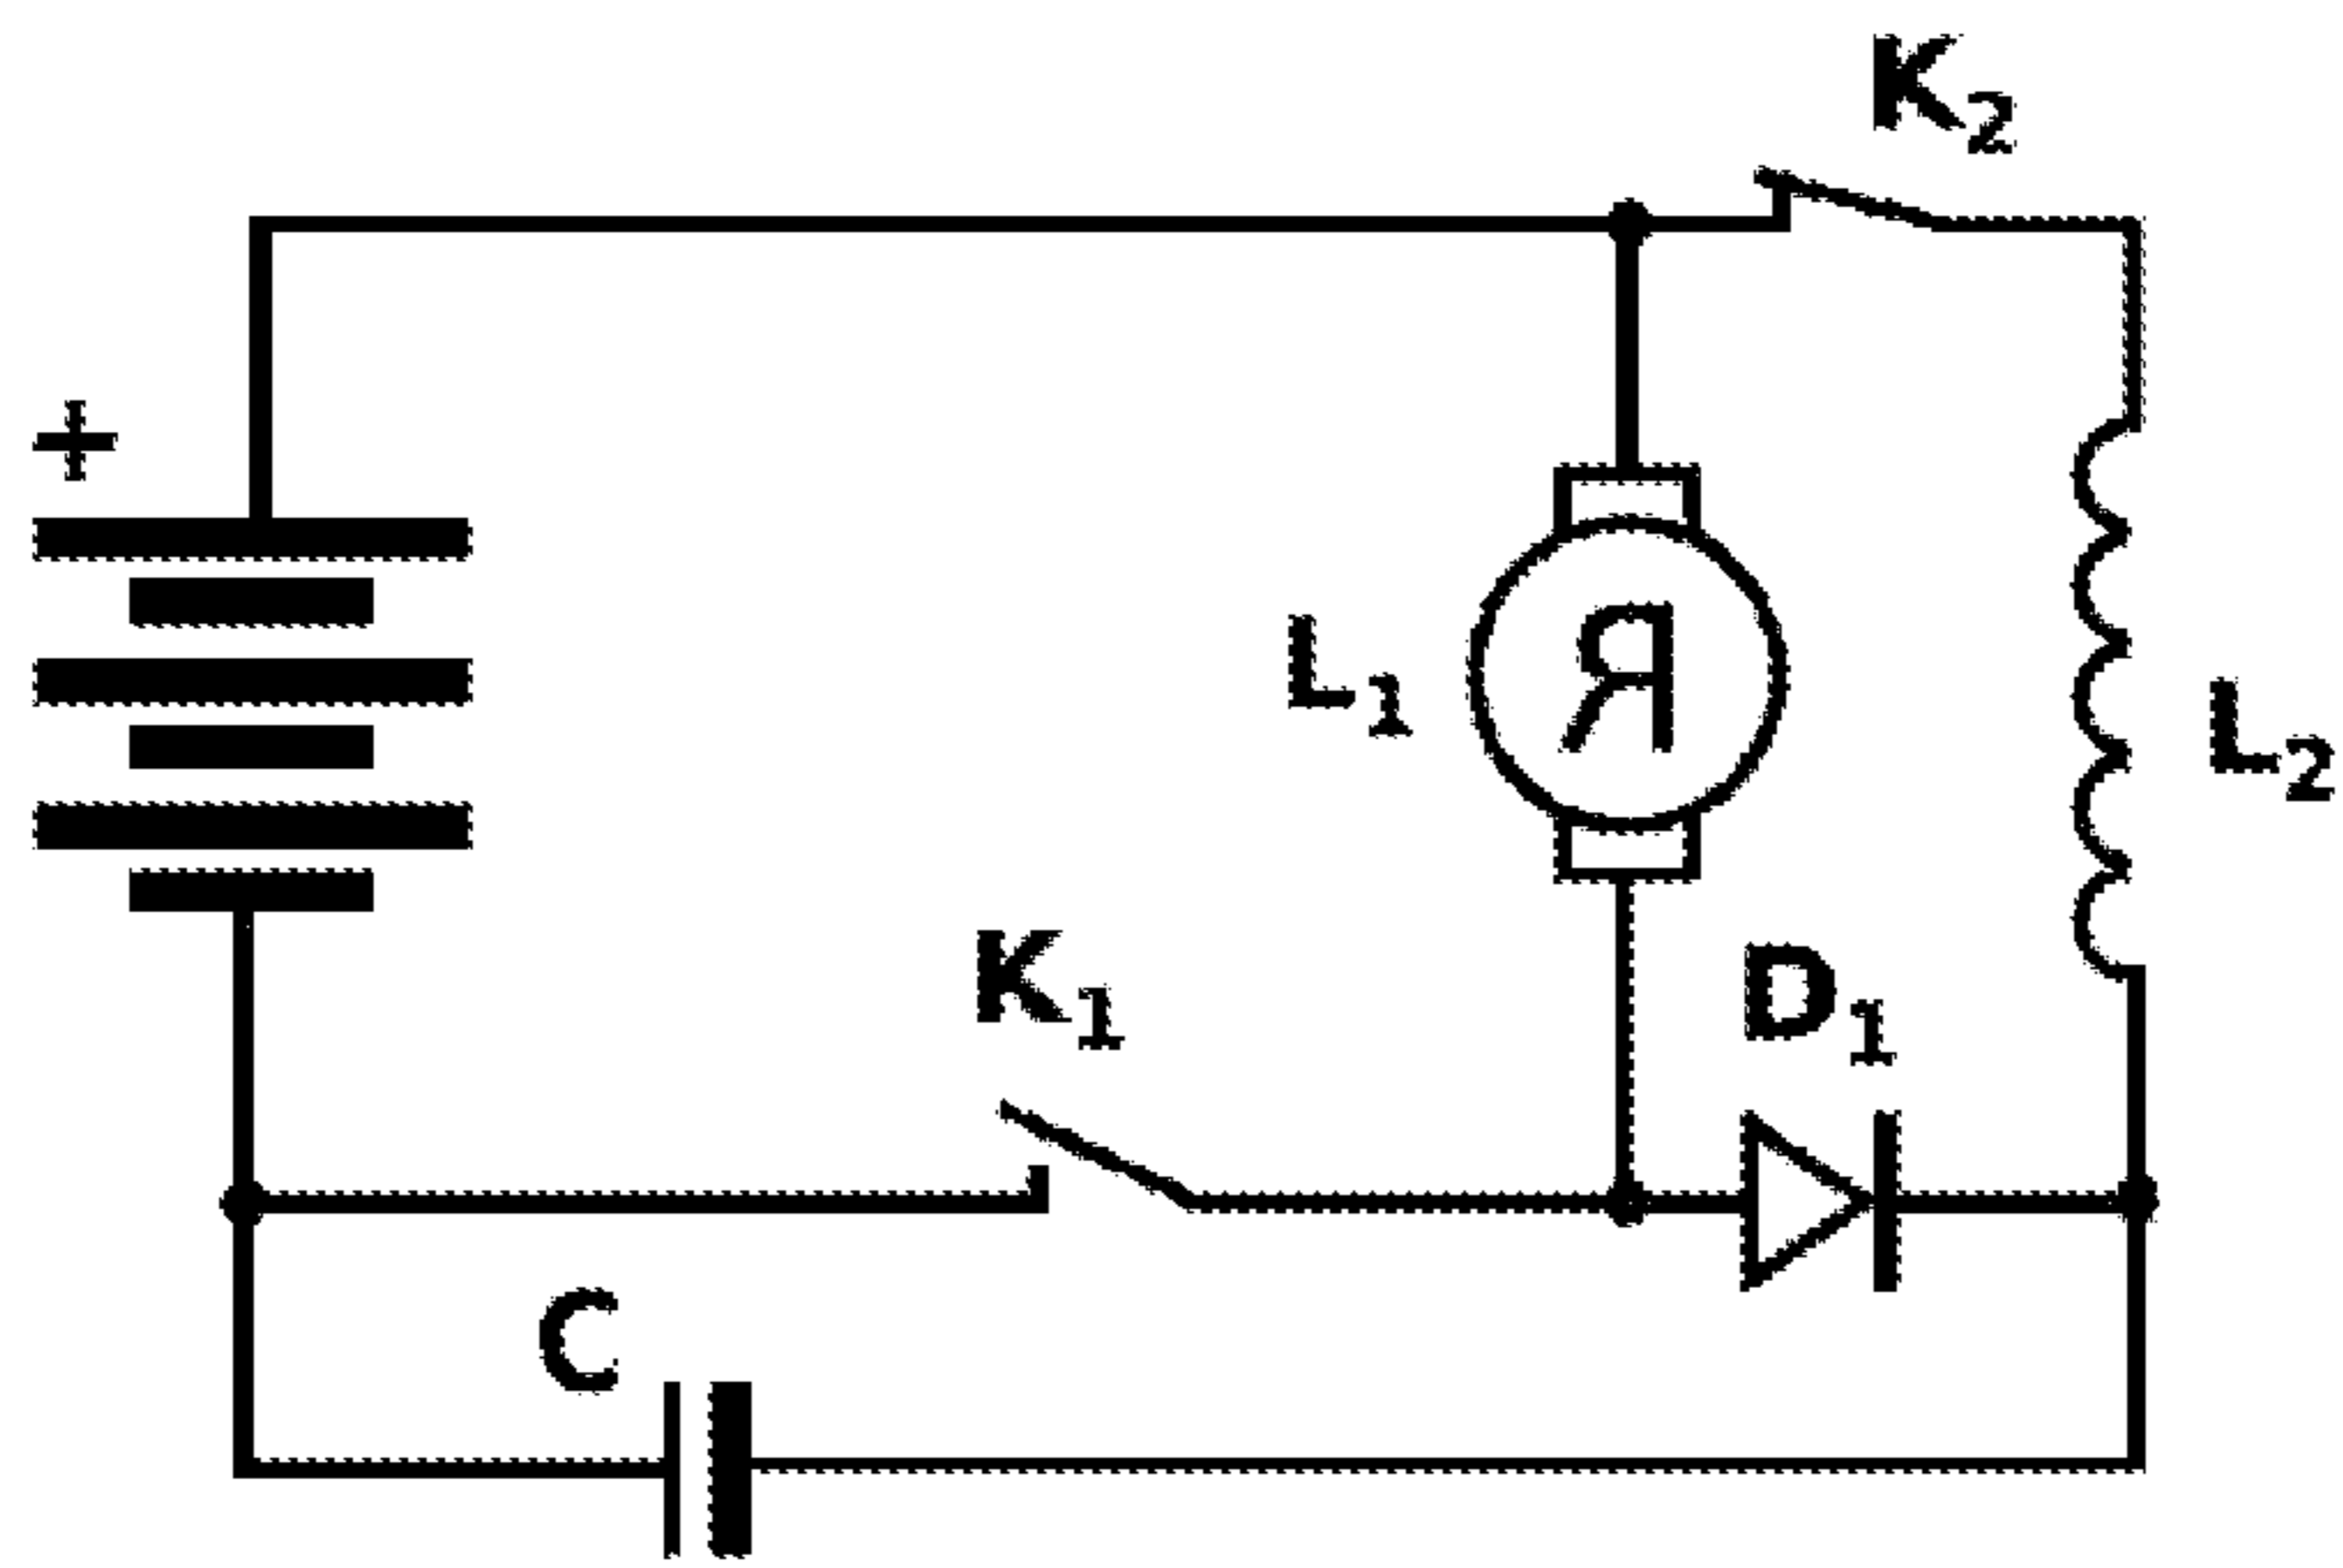 K₂
+
L₁
Я
L₂
K₁
D₁
C